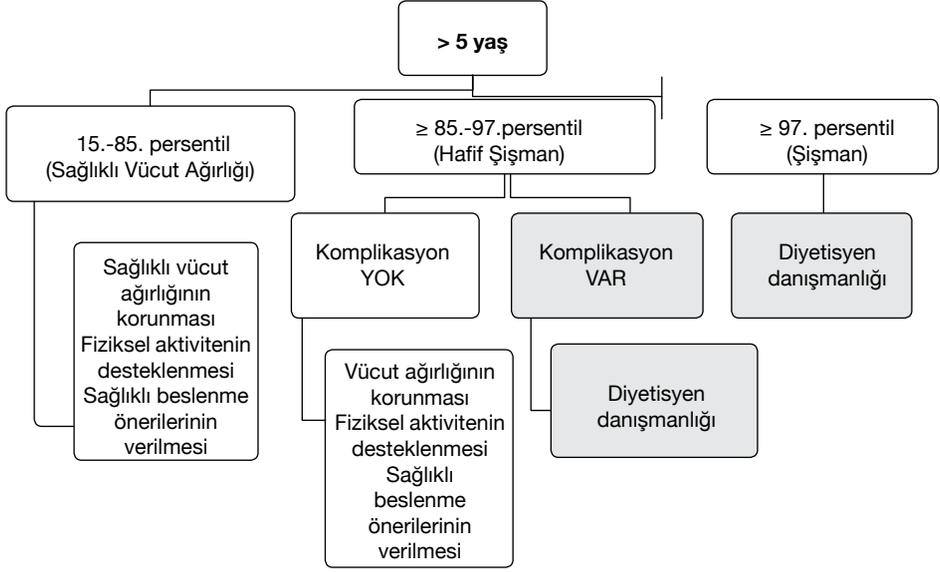 > 5 yaş
15.-85. persentil
(Sağlıklı Vücut Ağırlığı)
≥ 85.-97.persentil
(Hafif Şişman)
≥ 97. persentil
(Şişman)
Sağlıklı vücut
ağırlığının
korunması
Fiziksel aktivitenin
desteklenmesi
Sağlıklı beslenme
önerilerinin
verilmesi
Komplikasyon
YOK
Vücut ağırlığının
korunması
Fiziksel aktivitenin
desteklenmesi
Sağlıklı
beslenme
önerilerinin
verilmesi
Komplikasyon
VAR
Diyetisyen
danışmanlığı
Diyetisyen
danışmanlığı